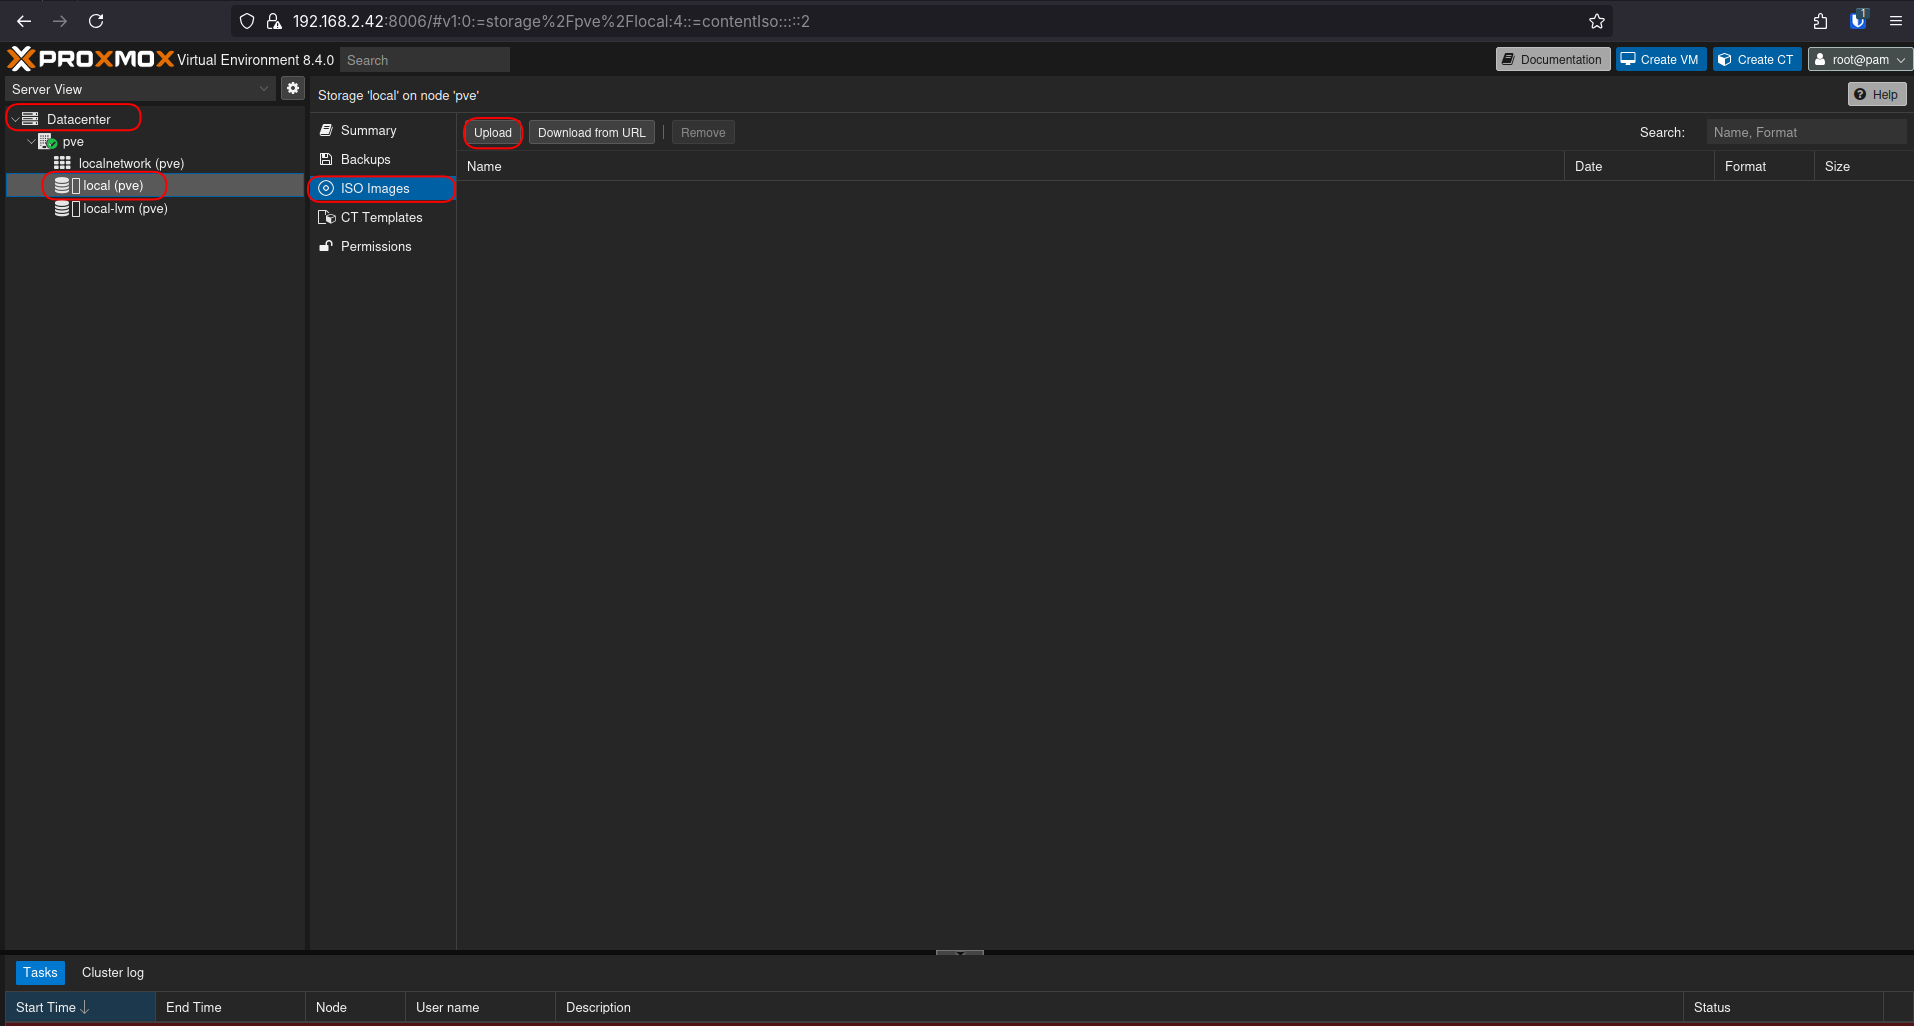 192.168.2.42:8006/#v1:0:=storage%2Fpve%2Flocal:4::=contentIso:::::2
1
PROXMOX Virtual Environment 8.4.0 Search
Documentation Create VM Create CT root@pam
Server View
Storage 'local' on node 'pve'
Help
Datacenter
pve
localnetwork (pve)
local (pve)
local-lvm (pve)
Summary
Backups
ISO Images
CT Templates
Permissions
Upload Download from URL Remove Search: Name, Format
Name Date Format Size
Tasks Cluster log
Start Time End Time Node User name Description Status